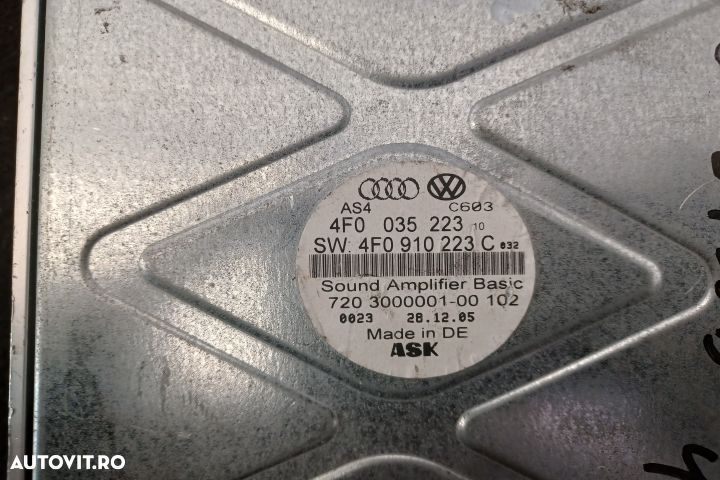 AS4 C603
4F0 035 223 10
SW: 4F0 910 223 C 032
Sound Amplifier Basic
720 3000001-00 102
0023 28.12.05
Made in DE
ASK
AUTOVIT.RO